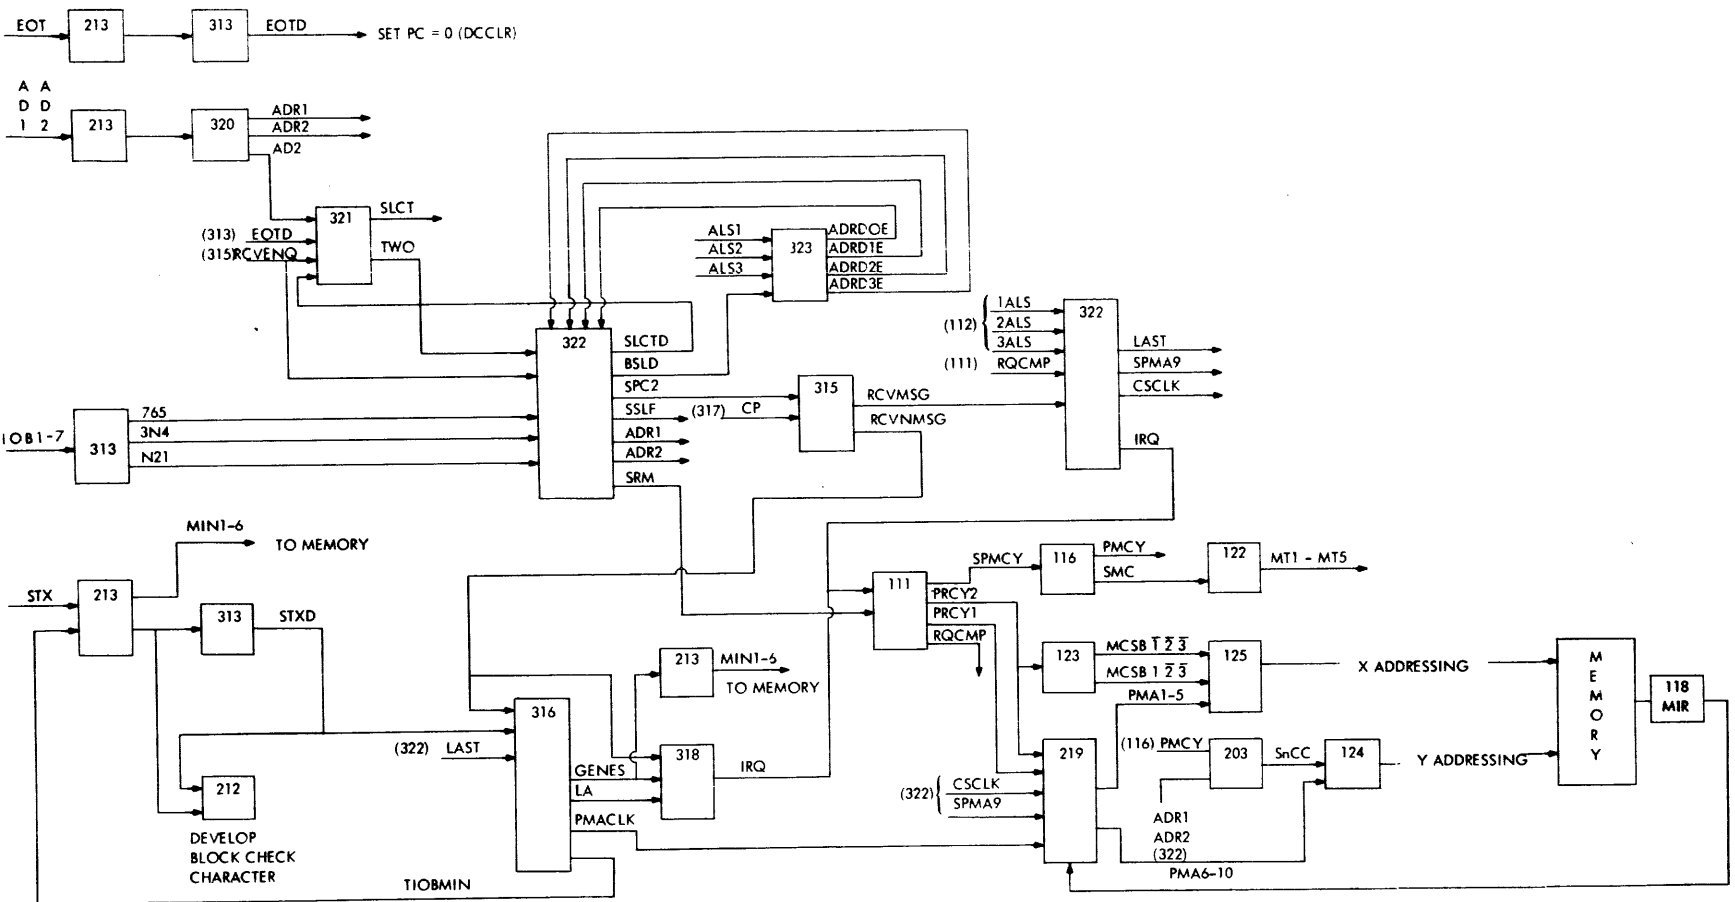 EOT
213
313
EOTD
SET PC = 0 (DCCLR)
A A
D D
1 2
213
320
ADR1
ADR2
AD2
321
SLCT
TWO
(313) EOTD
(315) RCVENQ
ALS1
ALS2
ALS3
323
ADRD0E
ADRD1E
ADRD2E
ADRD3E
322
SLCTD
BSLD
SPC2
SSLF
ADR1
ADR2
SRM
IOB1-7
313
765
3N4
N21
(317) CP
315
RCVMSG
RCVNMSG
(112)
1ALS
2ALS
3ALS
(111) RQCMP
322
LAST
SPMA9
CSCLK
IRQ
MIN1-6
TO MEMORY
STX
213
313
STXD
212
DEVELOP
BLOCK CHECK
CHARACTER
TIOBMIN
(322) LAST
316
GENES
LA
PMACLK
213
MIN1-6
TO MEMORY
318
IRQ
111
SPMCY
PRCY2
PRCY1
RQCMP
116
PMCY
SMC
122
MT1 - MT5
123
MCSB 1̅ 2̅ 3̅
MCSB 1 2̅ 3̅
PMA1-5
125
X ADDRESSING
219
(322)
CSCLK
SPMA9
(116) PMCY
203
SnCC
124
Y ADDRESSING
ADR1
ADR2
(322)
PMA6-10
M
E
M
O
R
Y
118
MIR